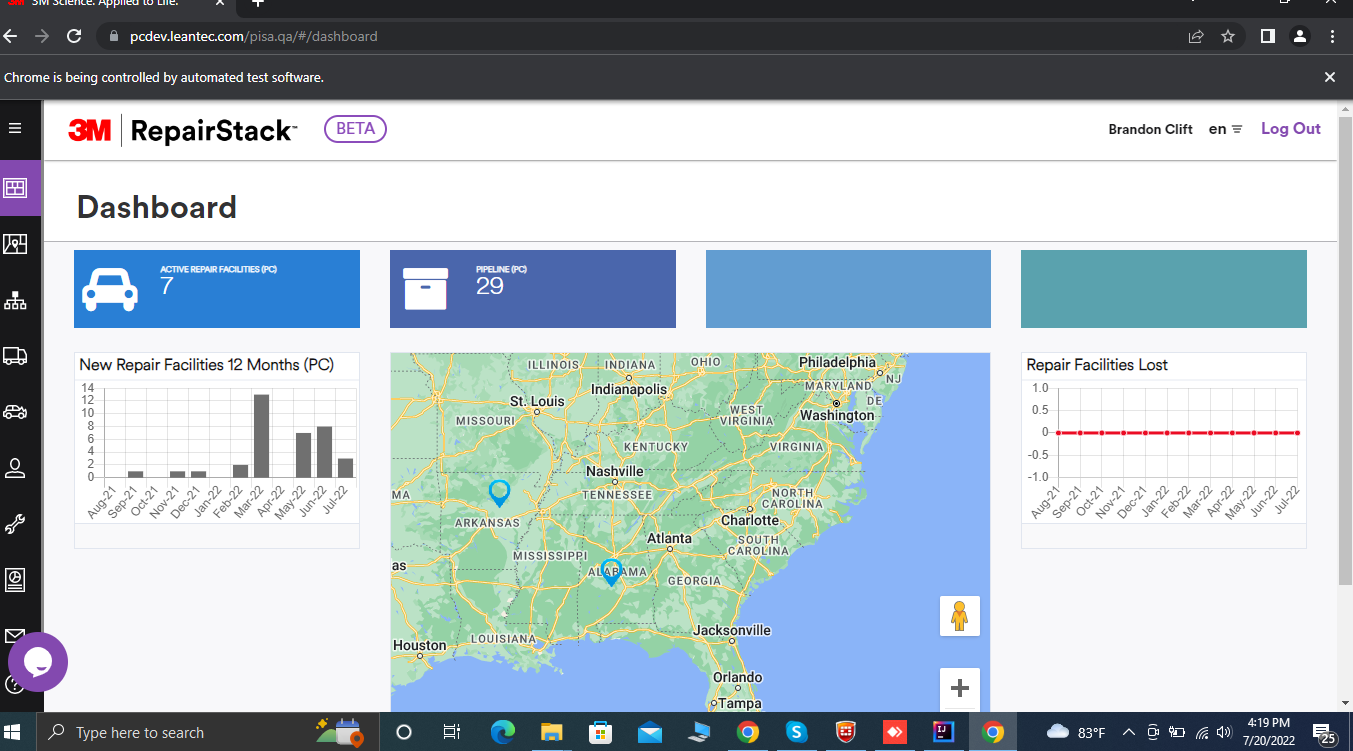 3M Science. Applied to Life.
pcdev.leantec.com/pisa.qa/#/dashboard
Chrome is being controlled by automated test software.
3M RepairStack™ BETA
Brandon Clift en Log Out
Dashboard
ACTIVE REPAIR FACILITIES (PC)
7
PIPELINE (PC)
29
New Repair Facilities 12 Months (PC)
14
12
10
8
6
4
2
0
Aug-21 Sep-21 Oct-21 Nov-21 Dec-21 Jan-22 Feb-22 Mar-22 Apr-22 May-22 Jun-22 Jul-22
ILLINOIS INDIANA OHIO Philadelphia
Indianapolis MARYLAND NJ
St. Louis DE
MISSOURI WEST VIRGINIA Washington
KENTUCKY VIRGINIA
Nashville
MA TENNESSEE NORTH CAROLINA
ARKANSAS Charlotte
Atlanta SOUTH CAROLINA
MISSISSIPPI
as ALABAMA GEORGIA
Jacksonville
Houston LOUISIANA
Orlando
Tampa
Repair Facilities Lost
1.0
0.5
0
-0.5
-1.0
Aug-21 Sep-21 Oct-21 Nov-21 Dec-21 Jan-22 Feb-22 Mar-22 Apr-22 May-22 Jun-22 Jul-22
Type here to search
83°F
4:19 PM
7/20/2022
25